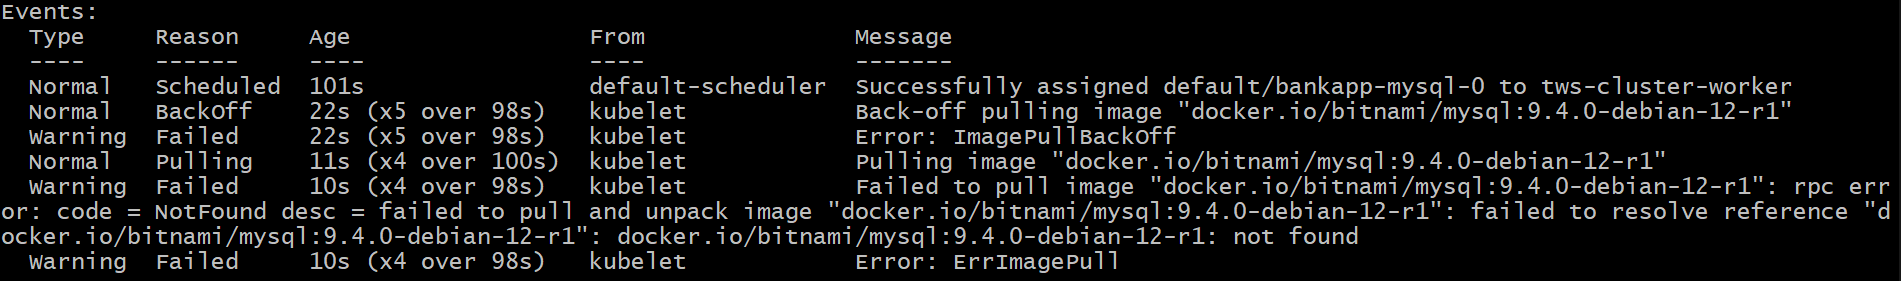 Events:
  Type     Reason     Age                  From               Message
  ----     ------     ----                 ----               -------
  Normal   Scheduled  101s                 default-scheduler  Successfully assigned default/bankapp-mysql-0 to tws-cluster-worker
  Normal   BackOff    22s (x5 over 98s)    kubelet            Back-off pulling image "docker.io/bitnami/mysql:9.4.0-debian-12-r1"
  Warning  Failed     22s (x5 over 98s)    kubelet            Error: ImagePullBackOff
  Normal   Pulling    11s (x4 over 100s)   kubelet            Pulling image "docker.io/bitnami/mysql:9.4.0-debian-12-r1"
  Warning  Failed     10s (x4 over 98s)    kubelet            Failed to pull image "docker.io/bitnami/mysql:9.4.0-debian-12-r1": rpc err
or: code = NotFound desc = failed to pull and unpack image "docker.io/bitnami/mysql:9.4.0-debian-12-r1": failed to resolve reference "d
ocker.io/bitnami/mysql:9.4.0-debian-12-r1": docker.io/bitnami/mysql:9.4.0-debian-12-r1: not found
  Warning  Failed     10s (x4 over 98s)    kubelet            Error: ErrImagePull